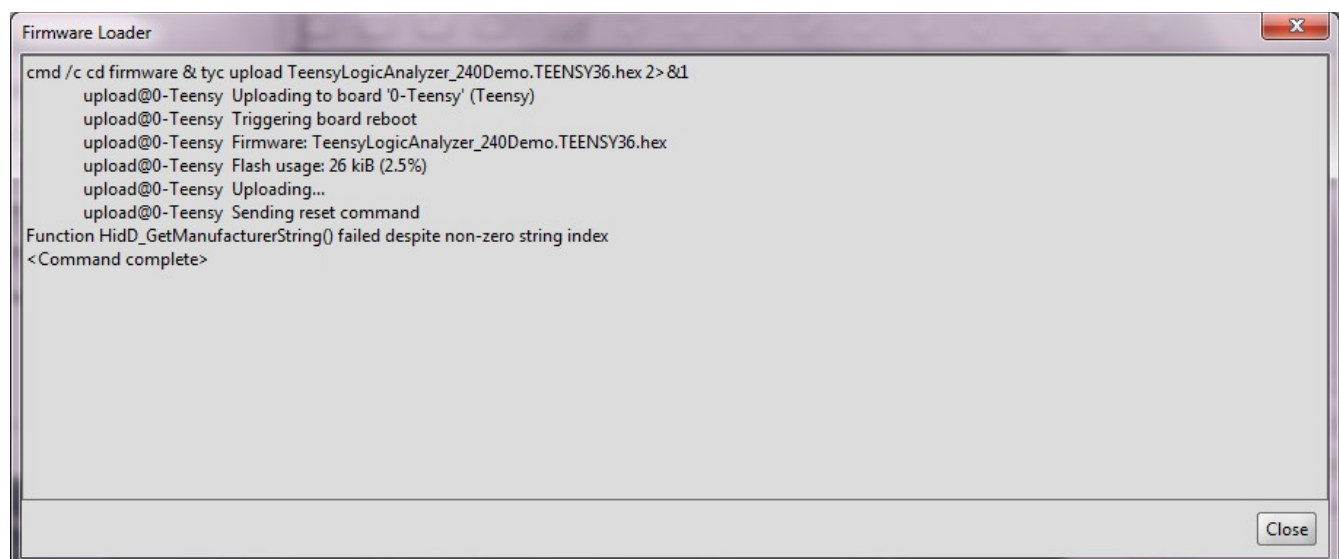 Firmware Loader
cmd /c cd firmware & tyc upload TeensyLogicAnalyzer_240Demo.TEENSY36.hex 2>&1
upload@0-Teensy Uploading to board '0-Teensy' (Teensy)
upload@0-Teensy Triggering board reboot
upload@0-Teensy Firmware: TeensyLogicAnalyzer_240Demo.TEENSY36.hex
upload@0-Teensy Flash usage: 26 kiB (2.5%)
upload@0-Teensy Uploading...
upload@0-Teensy Sending reset command
Function HidD_GetManufacturerString() failed despite non-zero string index
<Command complete>
Close